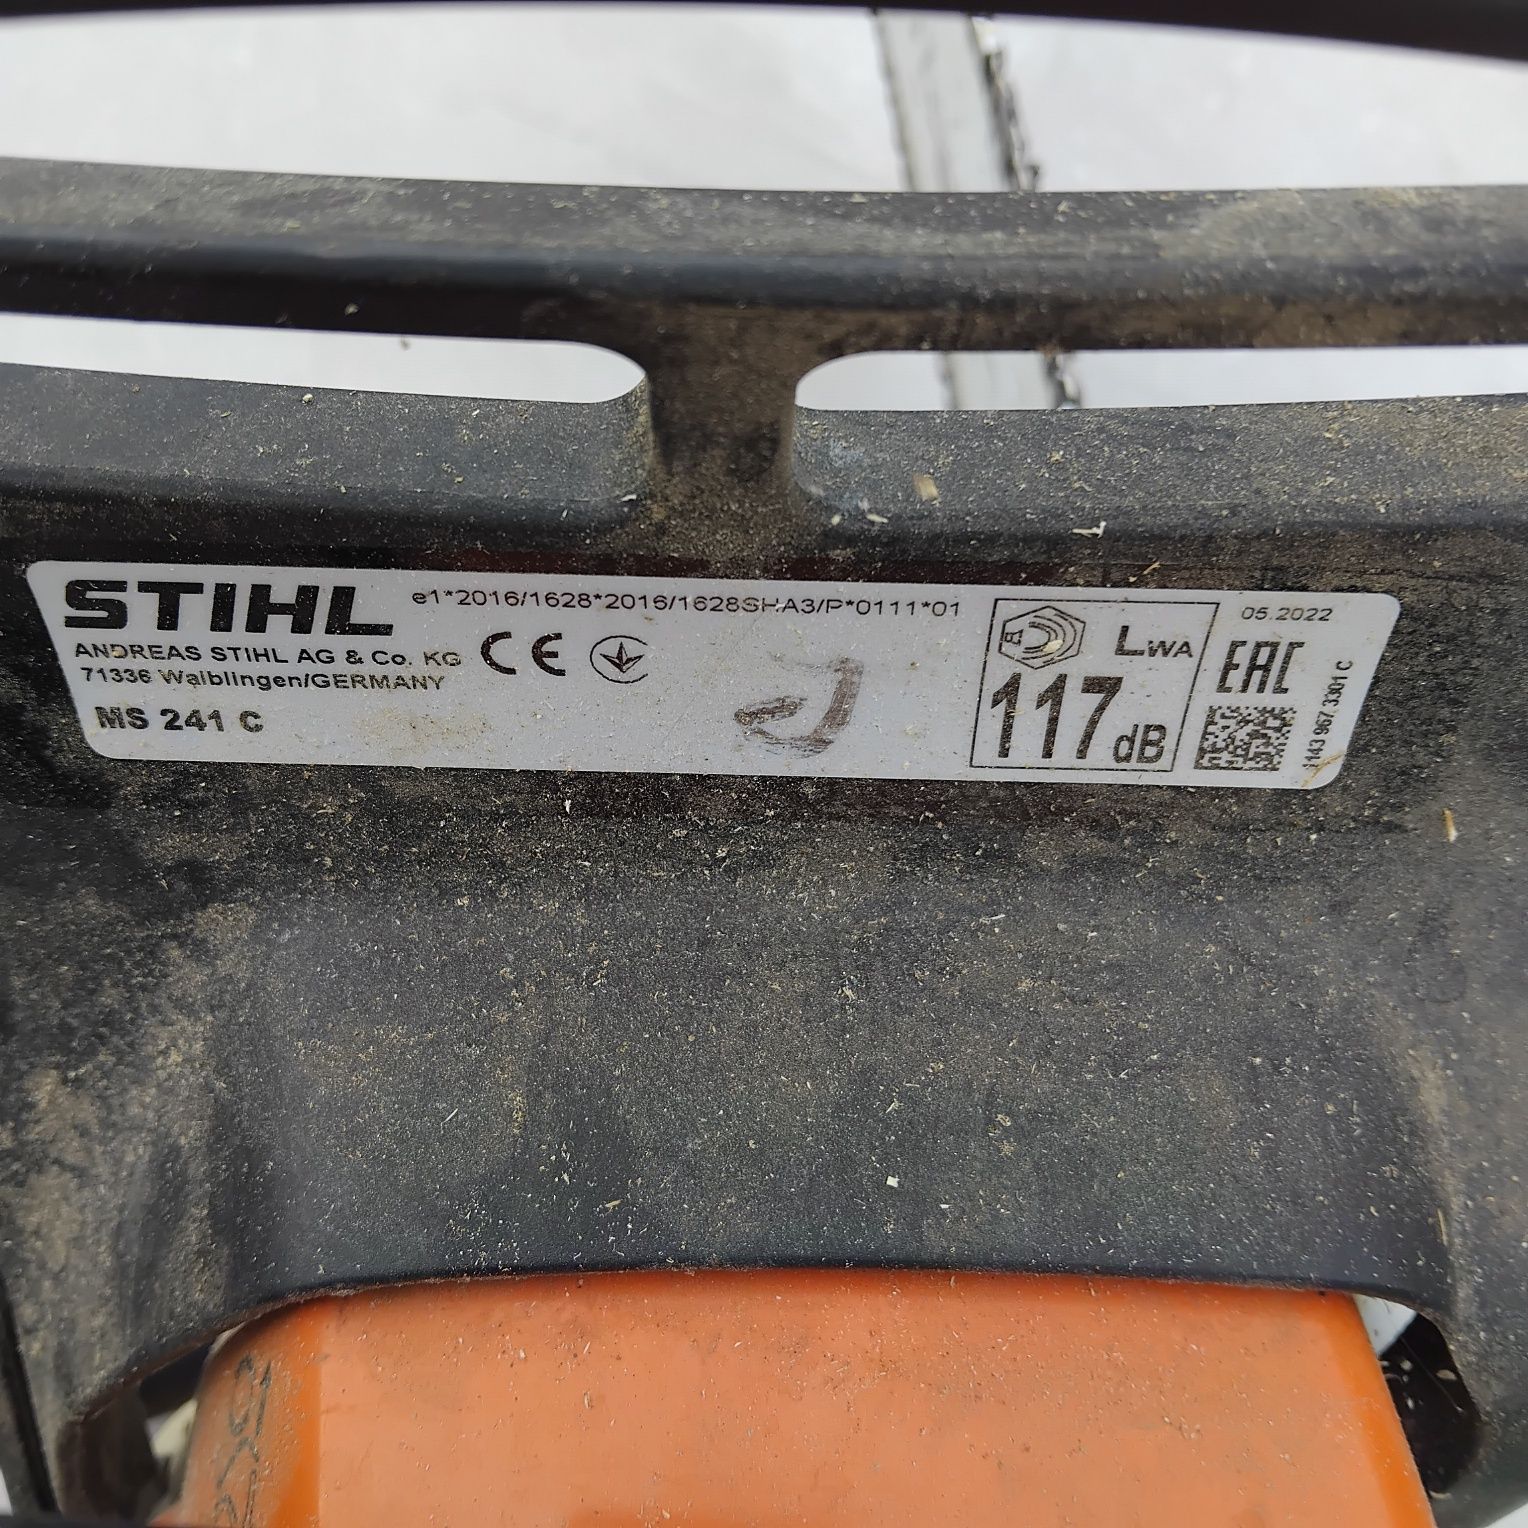 STIHL
e1*2016/1628*2016/1628SHA3/P*0111*01
ANDREAS STIHL AG & Co. KG
71336 Waiblingen/GERMANY
MS 241 C
CE
LWA
117 dB
05.2022
EAC
1143 967 3301 C